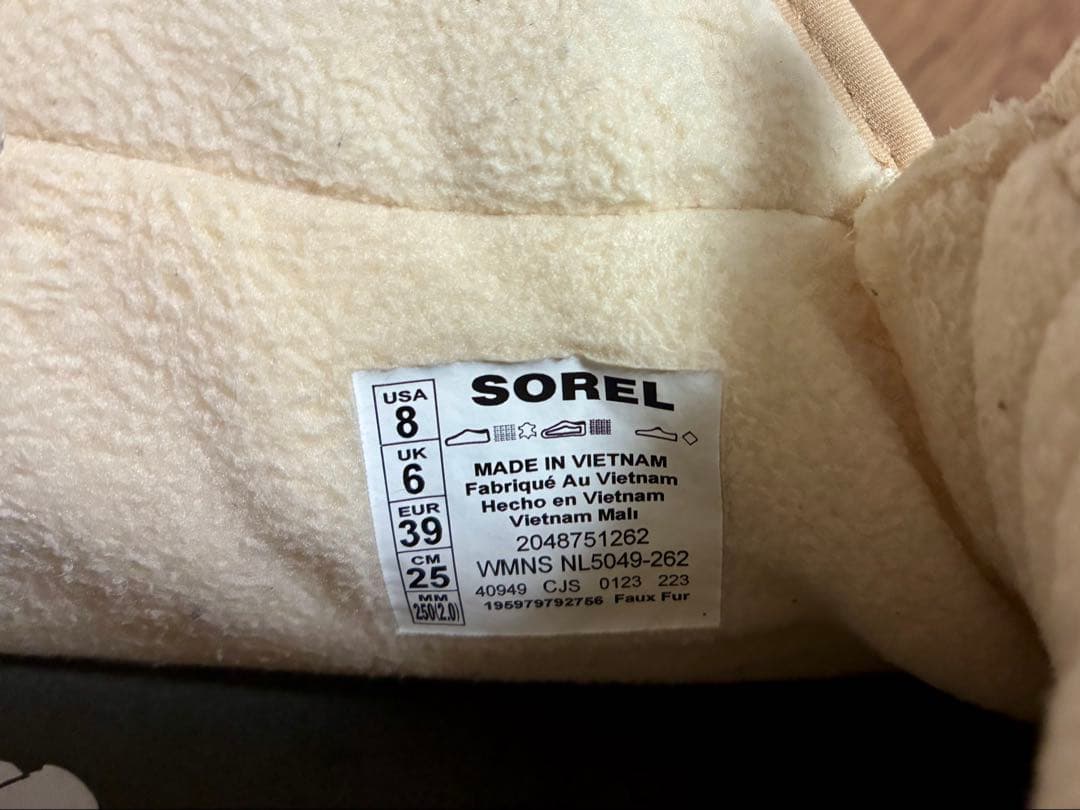 USA
8
UK
6
EUR
39
CM
25
MM
250(2.0)
SOREL
MADE IN VIETNAM
Fabriqué Au Vietnam
Hecho en Vietnam
Vietnam Malı
2048751262
WMNS NL5049-262
40949 CJS 0123 223
195979792756 Faux Fur